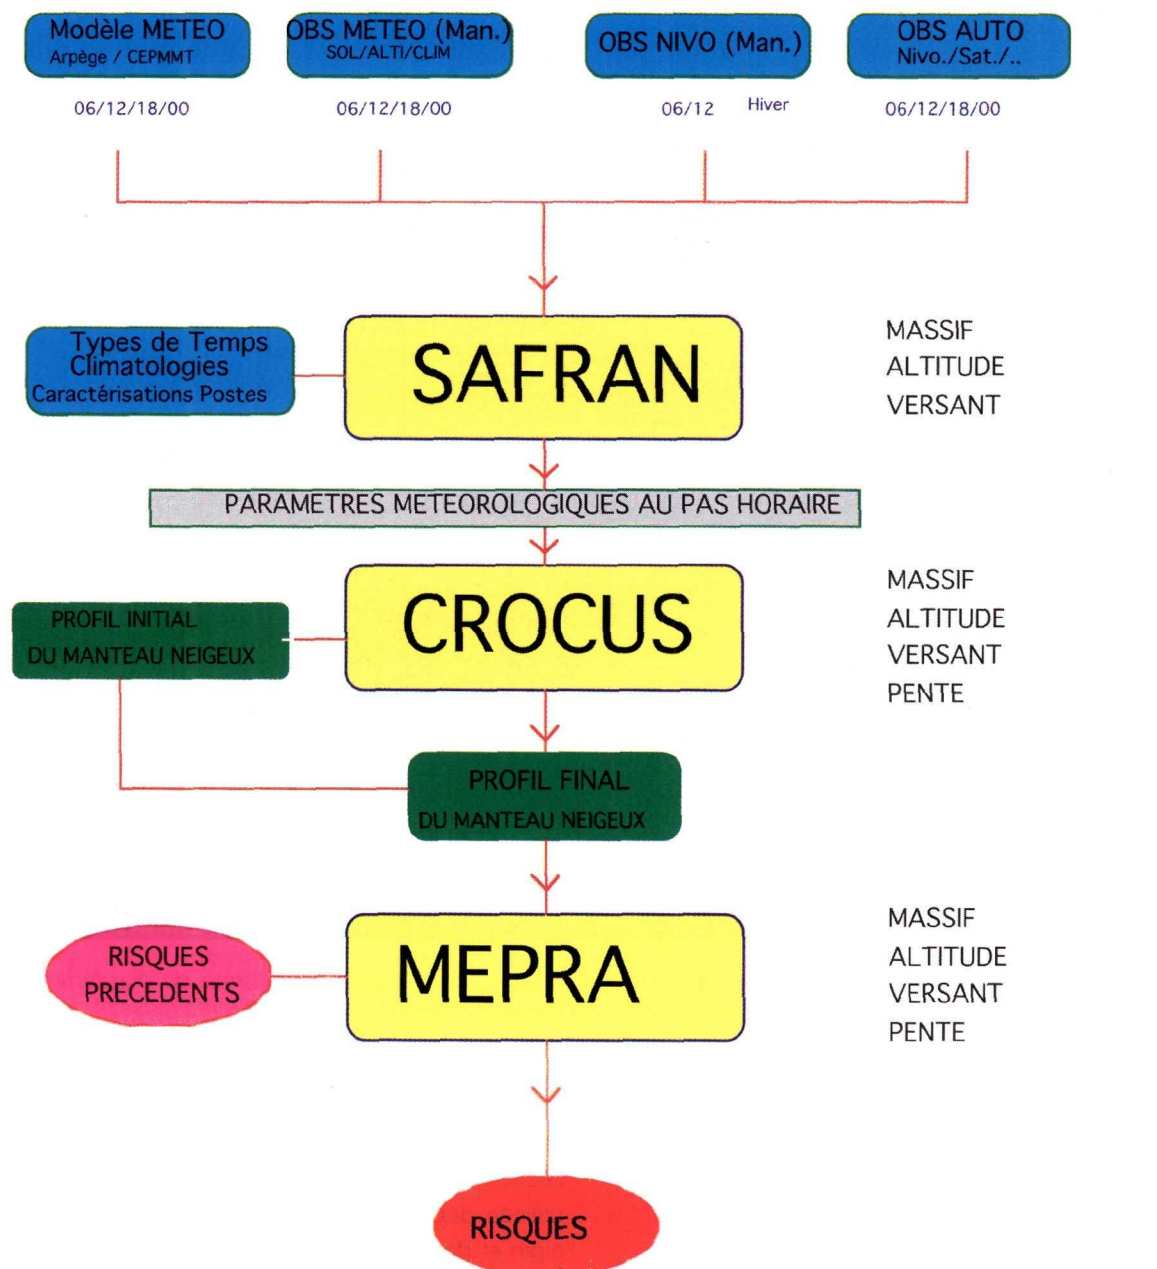 Modèle METEO
Arpège / CEPMMT
OBS METEO (Man.)
SOL/ALTI/CLIM
OBS NIVO (Man.)
OBS AUTO
Nivo./Sat./..
06/12/18/00
06/12/18/00
06/12 Hiver
06/12/18/00
Types de Temps
Climatologies
Caractérisations Postes
SAFRAN
MASSIF
ALTITUDE
VERSANT
PARAMETRES METEOROLOGIQUES AU PAS HORAIRE
PROFIL INITIAL
DU MANTEAU NEIGEUX
CROCUS
MASSIF
ALTITUDE
VERSANT
PENTE
PROFIL FINAL
DU MANTEAU NEIGEUX
RISQUES
PRECEDENTS
MEPRA
MASSIF
ALTITUDE
VERSANT
PENTE
RISQUES